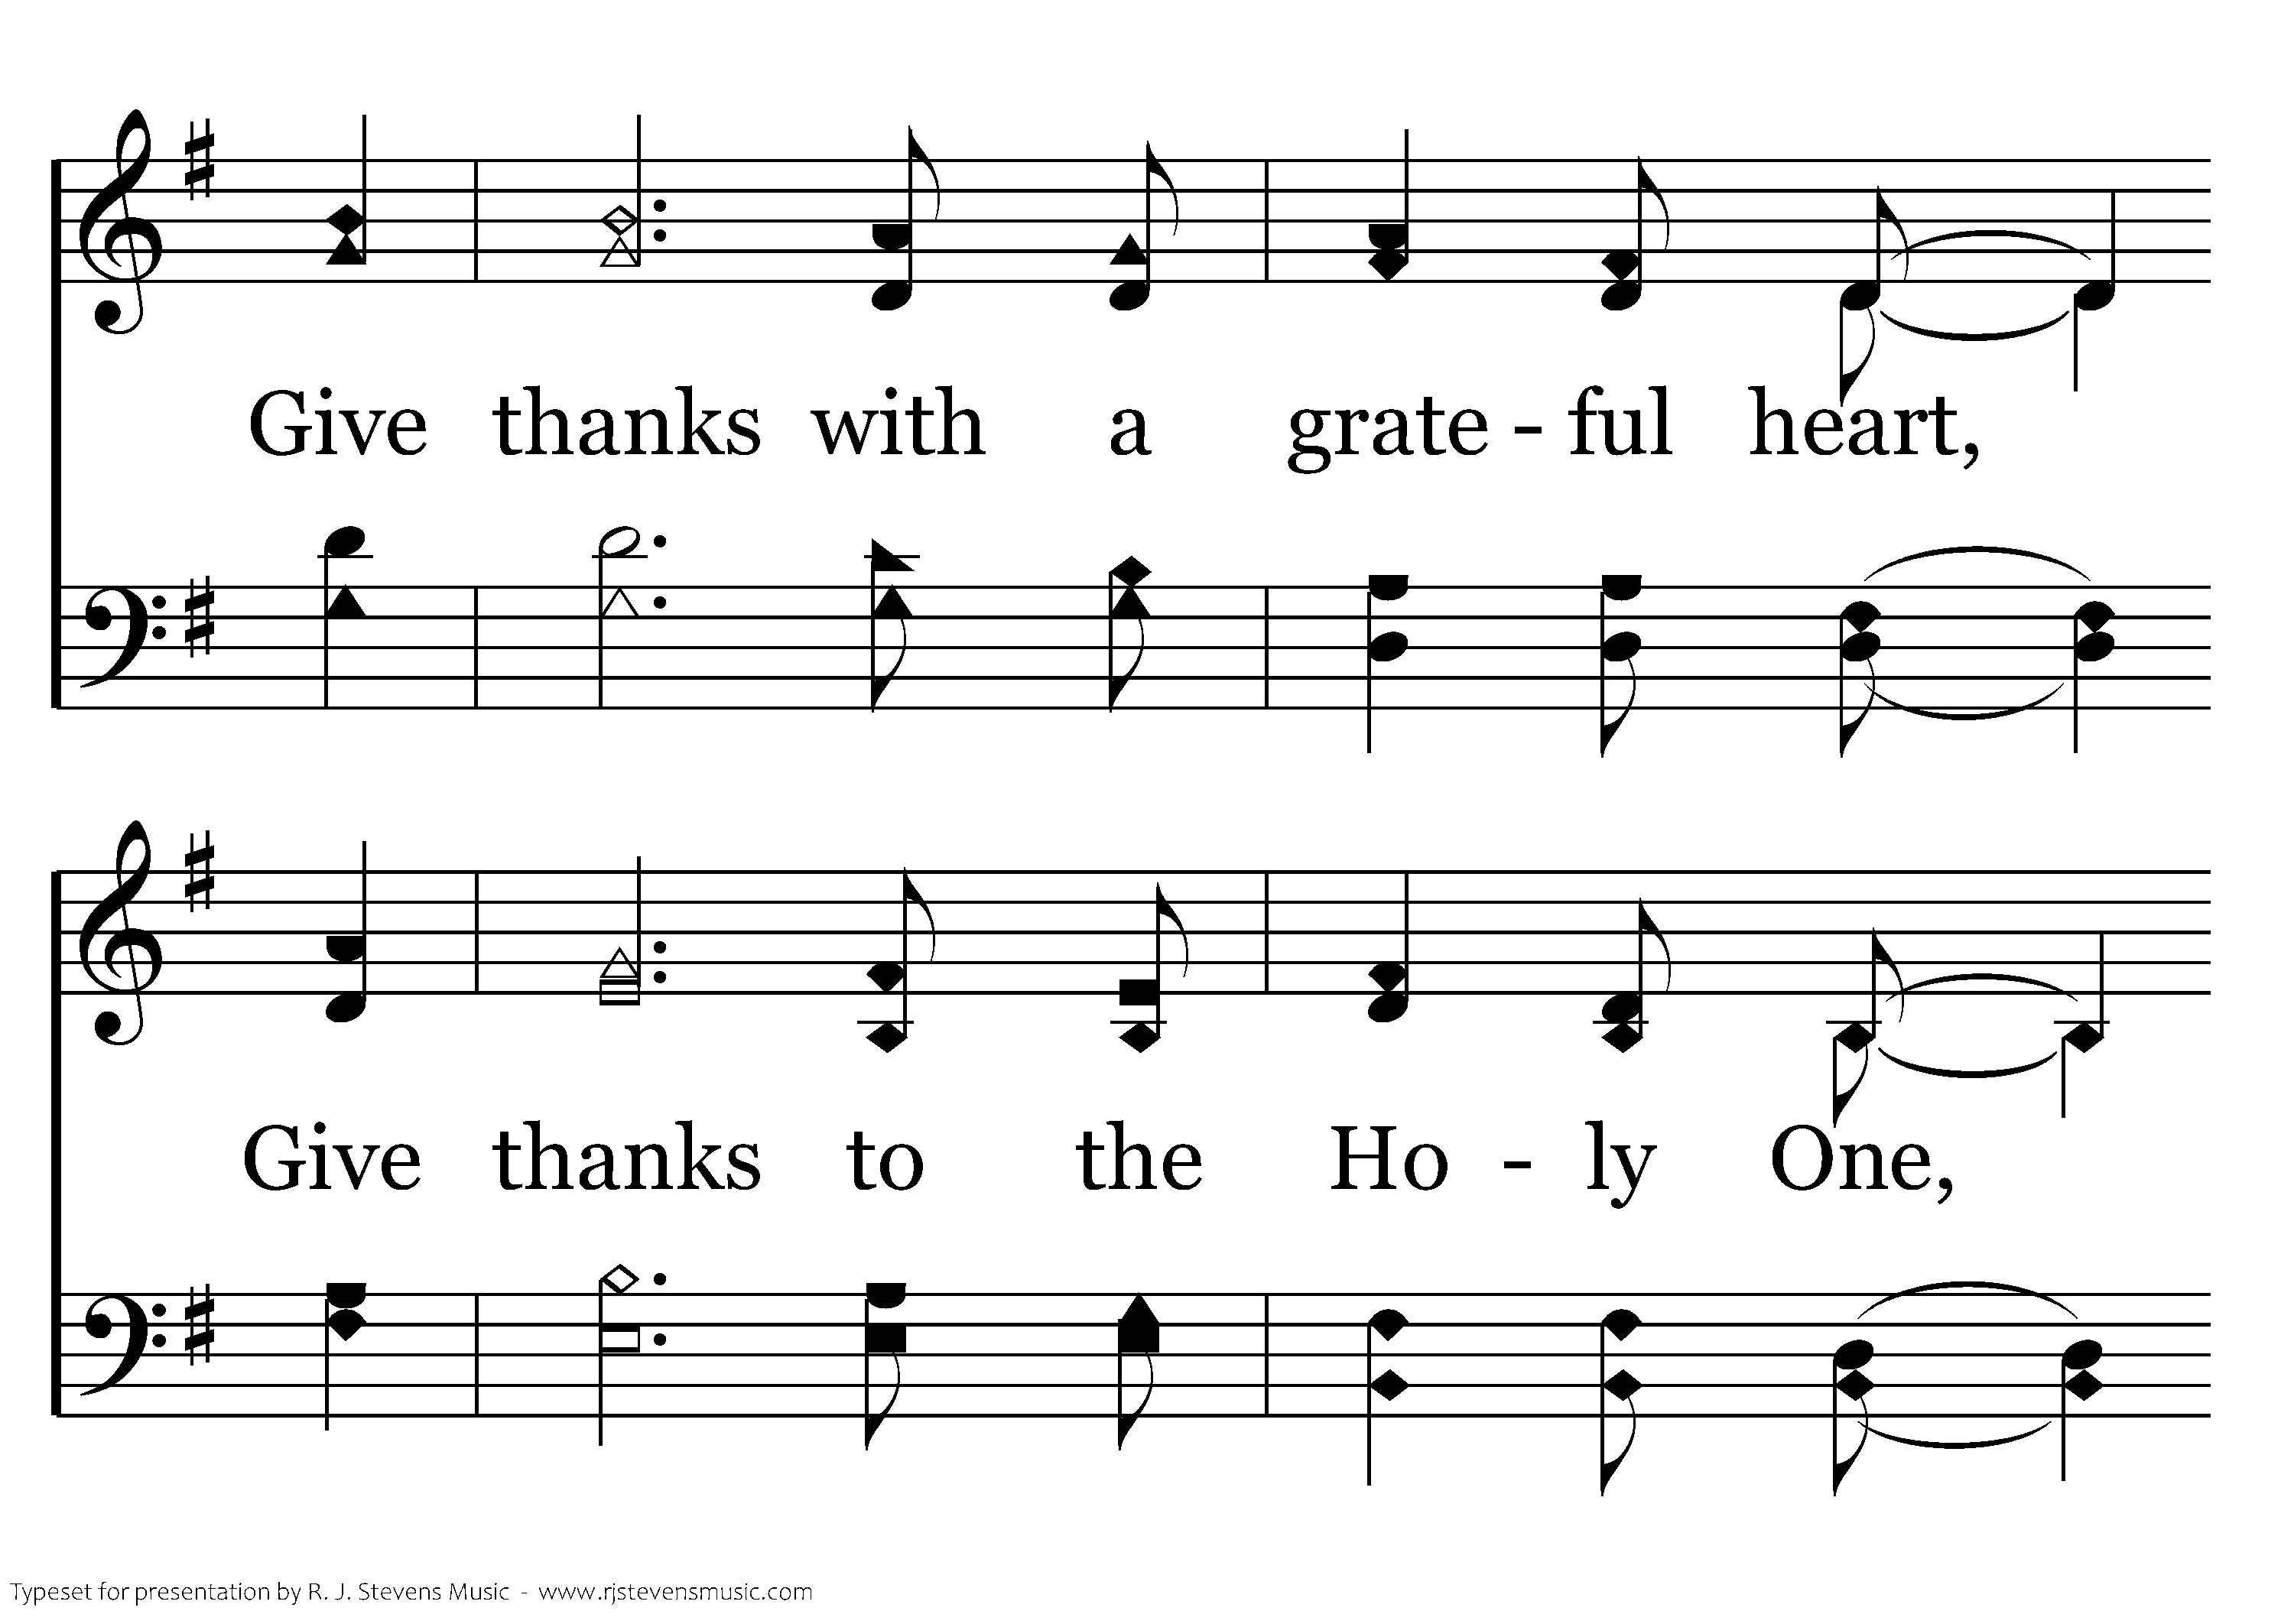 Give thanks with a grate - ful heart,
Give thanks to the Ho - ly One,
Typeset for presentation by R. J. Stevens Music - www.rjstevensmusic.com